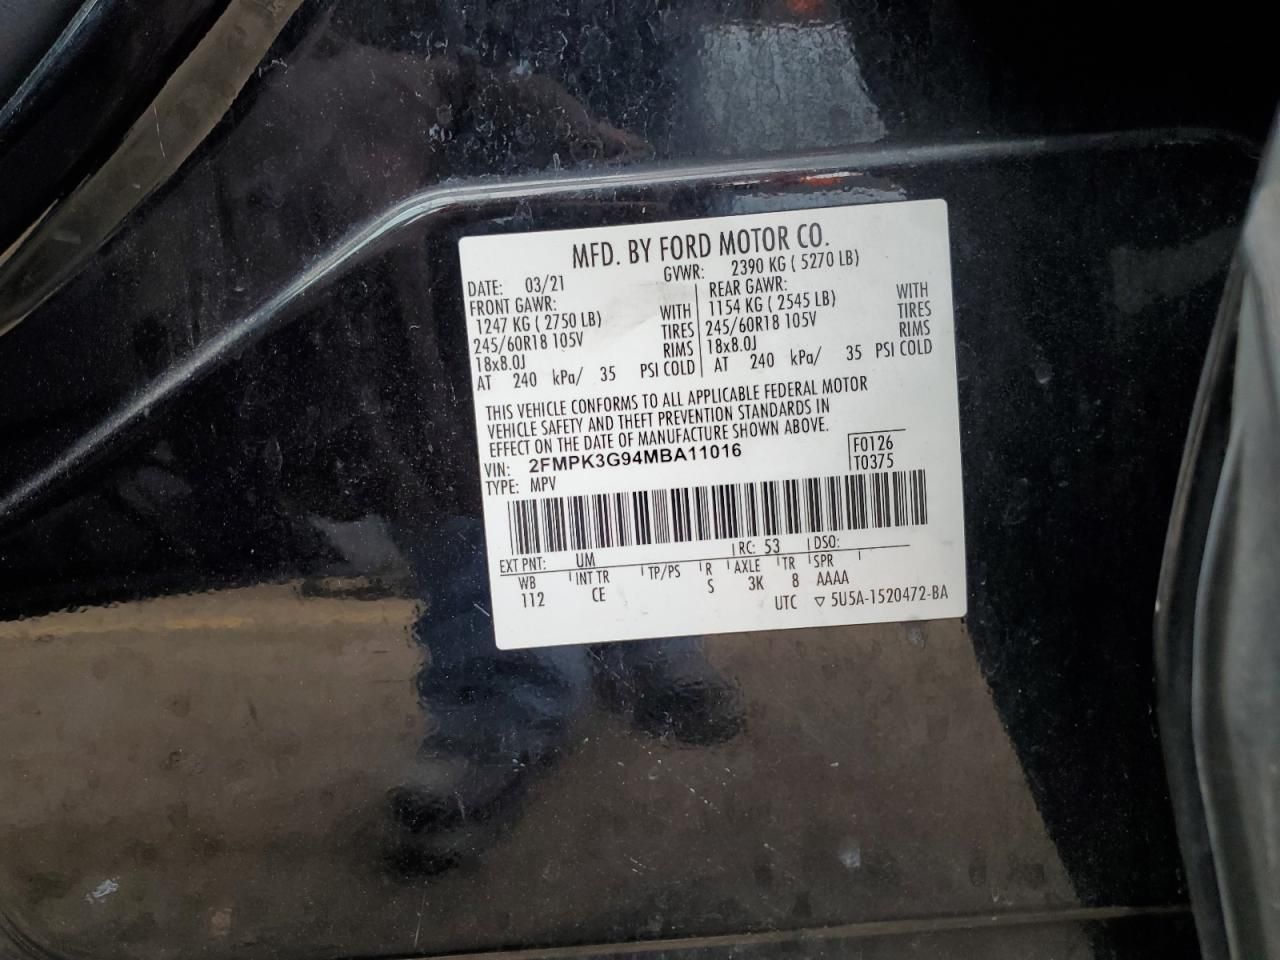 MFD. BY FORD MOTOR CO.
DATE: 03/21 GVWR: 2390 KG ( 5270 LB)
FRONT GAWR: REAR GAWR:
1247 KG ( 2750 LB) WITH 1154 KG ( 2545 LB) WITH
245/60R18 105V TIRES 245/60R18 105V TIRES
18x8.0J RIMS 18x8.0J RIMS
AT 240 kPa/ 35 PSI COLD AT 240 kPa/ 35 PSI COLD
THIS VEHICLE CONFORMS TO ALL APPLICABLE FEDERAL MOTOR
VEHICLE SAFETY AND THEFT PREVENTION STANDARDS IN
EFFECT ON THE DATE OF MANUFACTURE SHOWN ABOVE.
VIN: 2FMPK3G94MBA11016 F0126
TYPE: MPV T0375
EXT PNT: UM RC: 53 DSO:
WB INT TR TP/PS R AXLE TR SPR
112 CE S 3K 8 AAAA
UTC ▽ 5U5A-1520472-BA